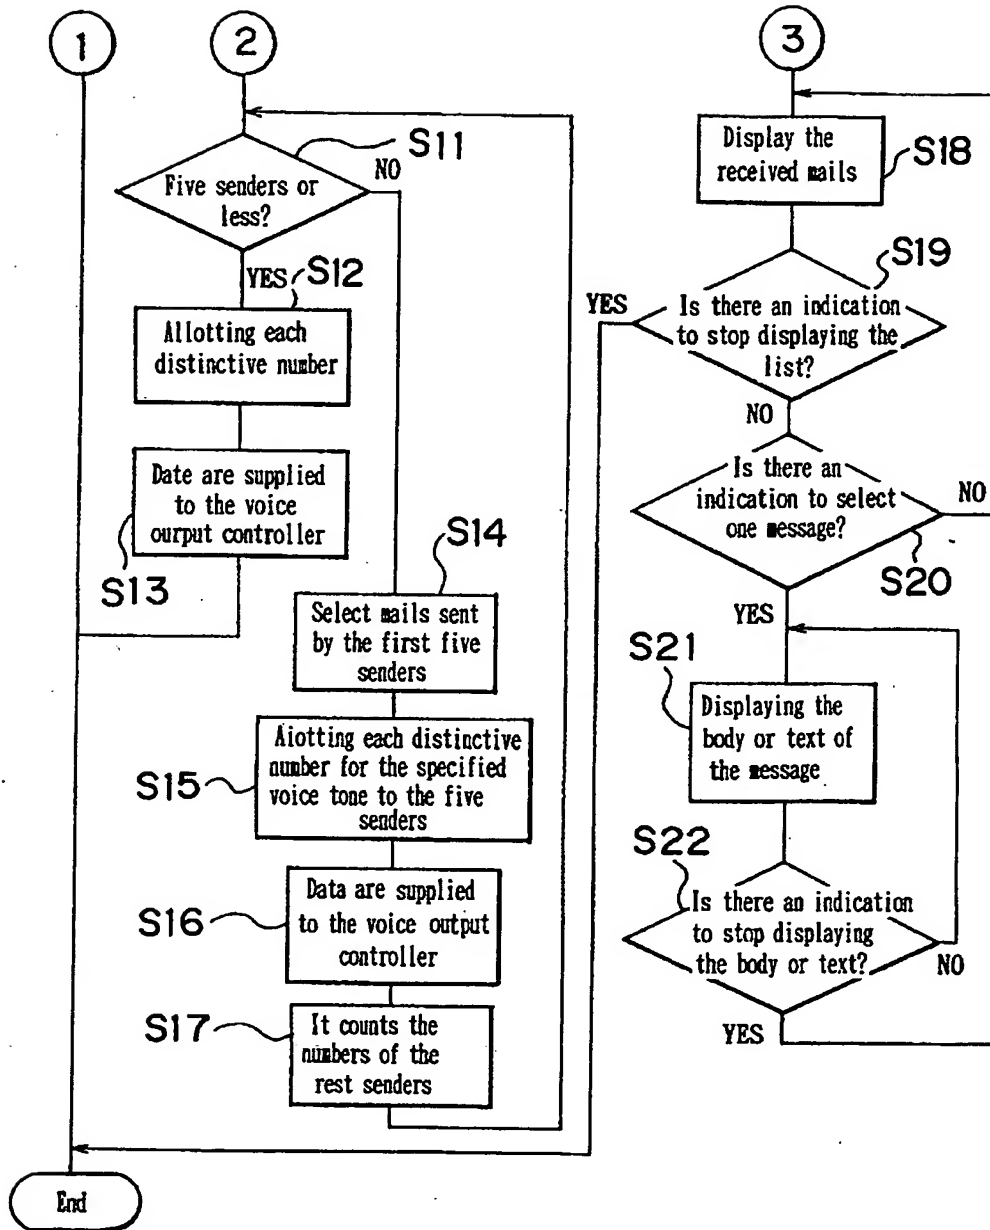 1
2
S11
NO
Five senders or
less?
YES
S12
Allotting each
distinctive number
Date are supplied
to the voice
ourput controller
S13
S14
Select mails sent
by the first five
senders
Aiotting each distinctive
number for the specified
voice tone to the five
senders
S15
Data are supplied
to the voice output
controller
S16
S17
It counts the
numbers of the
rest senders
End
3
Display the
received mails
S18
S19
YES
Is there an indication
to stop displaying the
list?
NO
Is there an
indication to select
one message?
NO
S20
YES
S21
Displaying the
body or text of
the message
S22
Is there an indication
to stop displaying
the body or text?
NO
YES